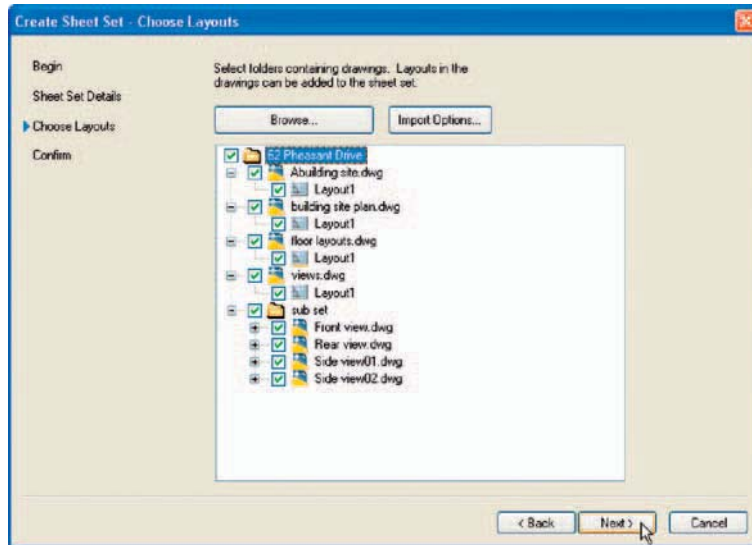 Create Sheet Set - Choose Layouts
Begin
Sheet Set Details
Choose Layouts
Confirm
Select folders containing drawings. Layouts in the
drawings can be added to the sheet set.
Browse...
Import Options...
62 Pheasant Drive
Abuilding site.dwg
Layout1
building site plan.dwg
Layout1
floor layouts.dwg
Layout1
views.dwg
Layout1
sub set
Front view.dwg
Rear view.dwg
Side view01.dwg
Side view02.dwg
< Back
Next >
Cancel